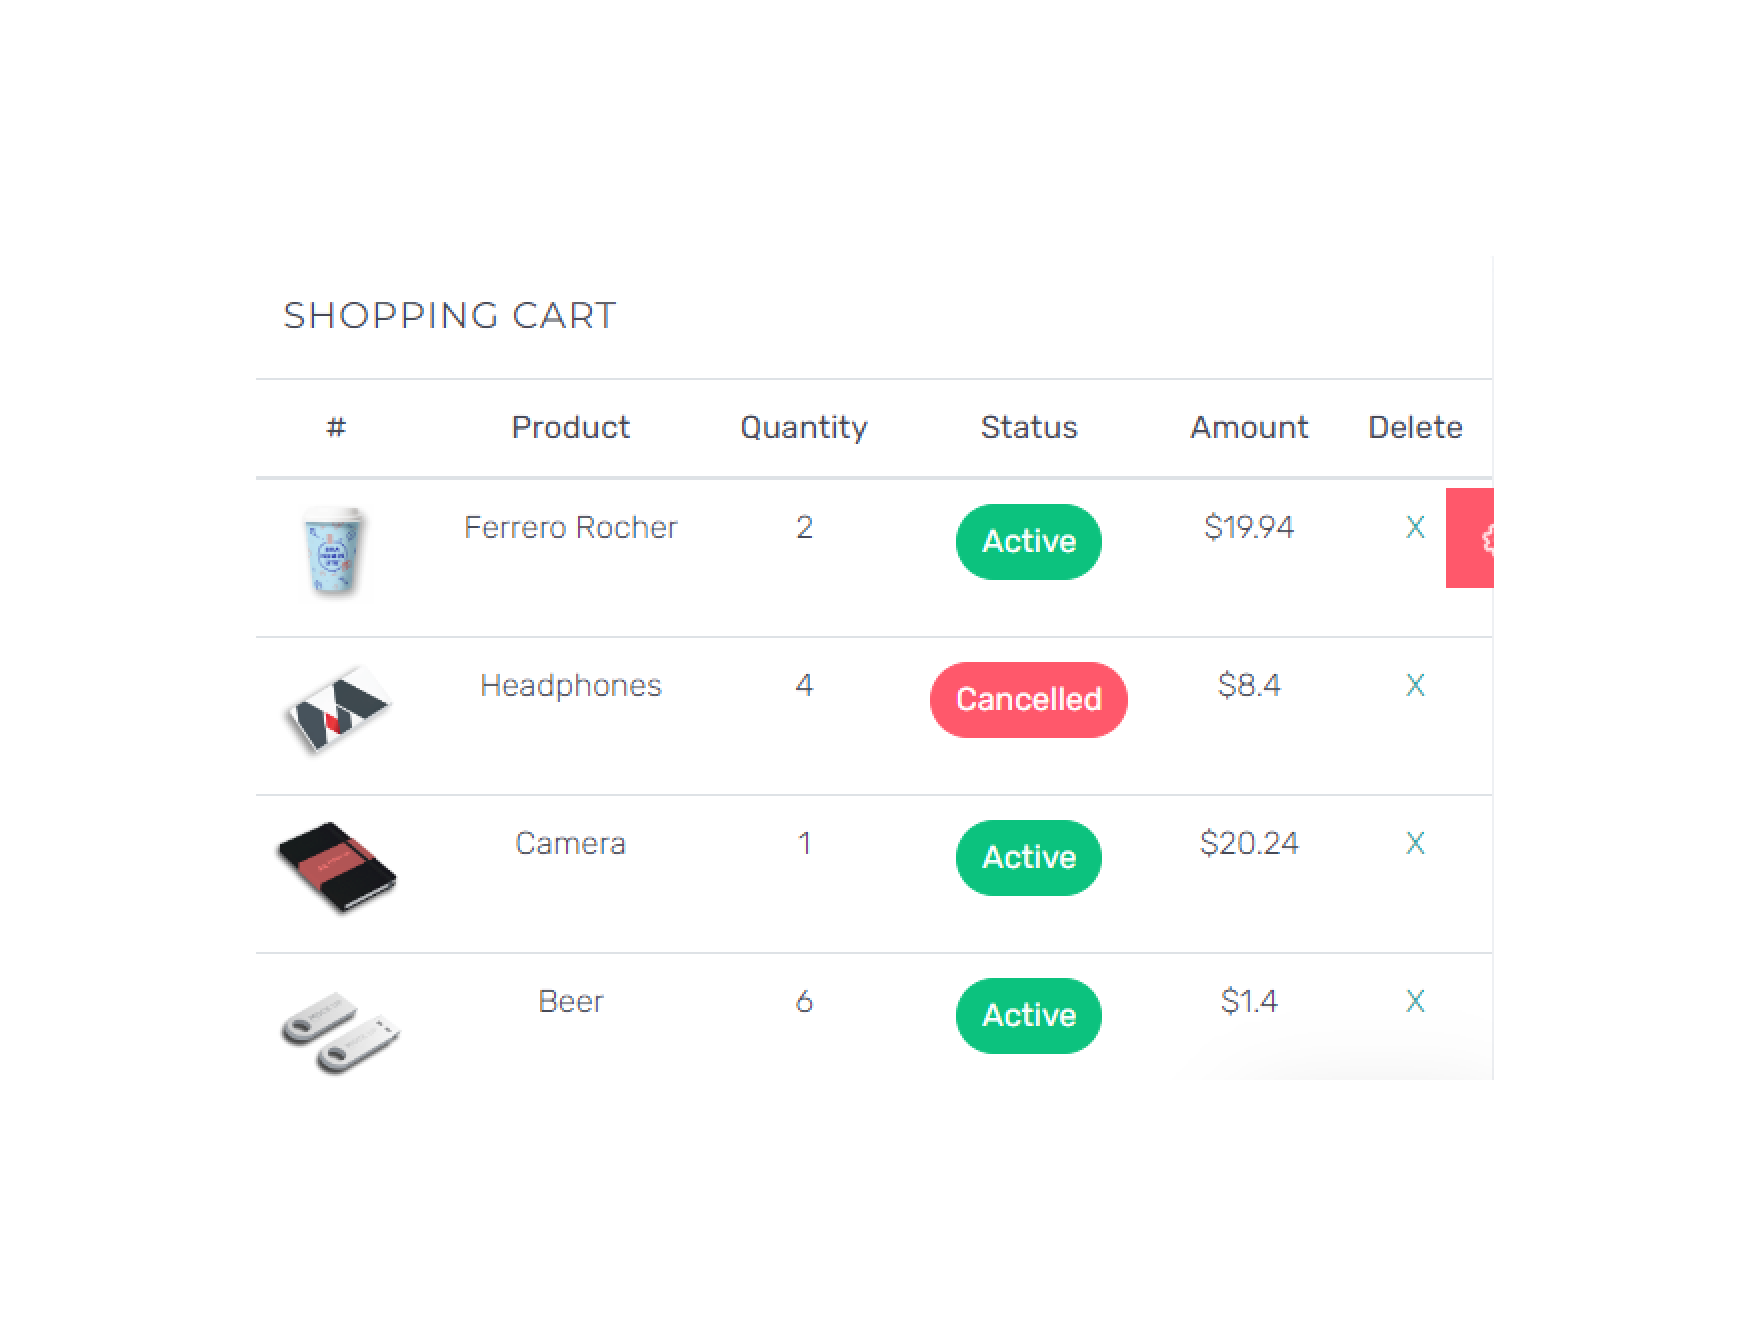 SHOPPING CART
# Product Quantity Status Amount Delete
Ferrero Rocher 2 Active $19.94 X
Headphones 4 Cancelled $8.4 X
Camera 1 Active $20.24 X
Beer 6 Active $1.4 X